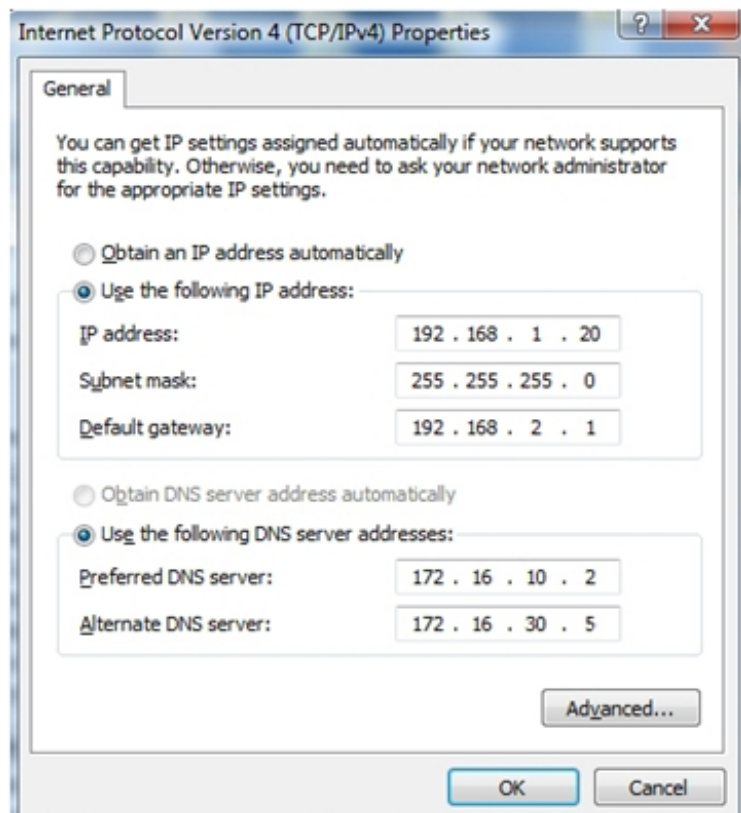 Internet Protocol Version 4 (TCP/IPv4) Properties
?
General
You can get IP settings assigned automatically if your network supports
this capability. Otherwise, you need to ask your network administrator
for the appropriate IP settings.
Obtain an IP address automatically
Use the following IP address:
IP address: 192 . 168 . 1 . 20
Subnet mask: 255 . 255 . 255 . 0
Default gateway: 192 . 168 . 2 . 1
Obtain DNS server address automatically
Use the following DNS server addresses:
Preferred DNS server: 172 . 16 . 10 . 2
Alternate DNS server: 172 . 16 . 30 . 5
Advanced...
OK Cancel